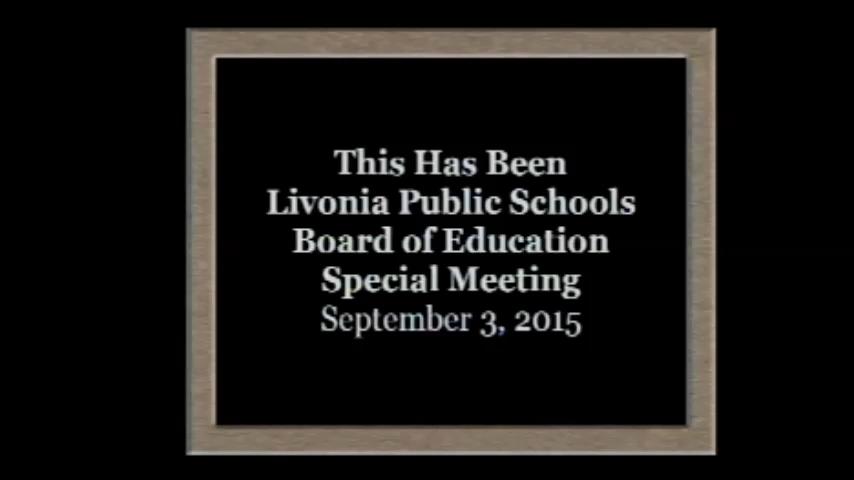 This Has Been
Livonia Public Schools
Board of Education
Special Meeting
September 3, 2015